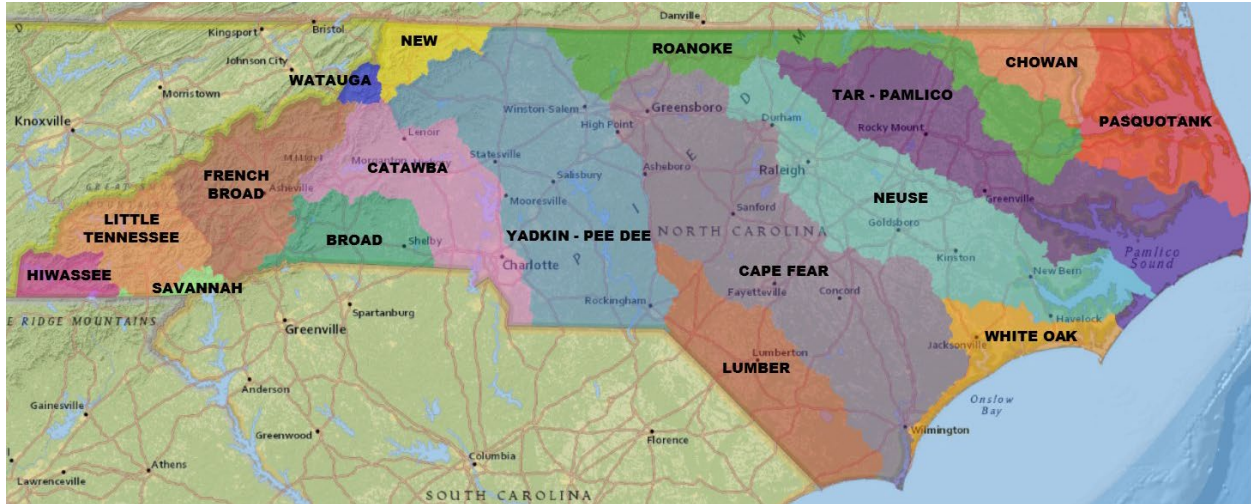 Danville
Kingsport
Bristol
NEW
ROANOKE
M
CHOWAN
Johnson City
WATAUGA
TAR - PAMLICO
Morristown
D
Winston-Salem
Greensboro
Knoxville
High Point
Durham
Rocky Mount
PASQUOTANK
Lenoir
E
Statesville
Asheboro
Raleigh
CATAWBA
FRENCH
BROAD
Asheville
Salisbury
NEUSE
Greenville
Mooresville
I
Sanford
LITTLE
TENNESSEE
Goldsboro
BROAD
Shelby
YADKIN - PEE DEE
NORTH CAROLINA
Kinston
Pamlico
Sound
P
Charlotte
HIWASSEE
CAPE FEAR
New Bern
SAVANNAH
Fayetteville
Concord
Rockingham
E RIDGE MOUNTAINS
Spartanburg
Havelock
Greenville
WHITE OAK
Jacksonville
Lumberton
LUMBER
Anderson
Onslow
Bay
Gainesville
Greenwood
Florence
Wilmington
Columbia
Athens
Lawrenceville
SOUTH CAROLINA